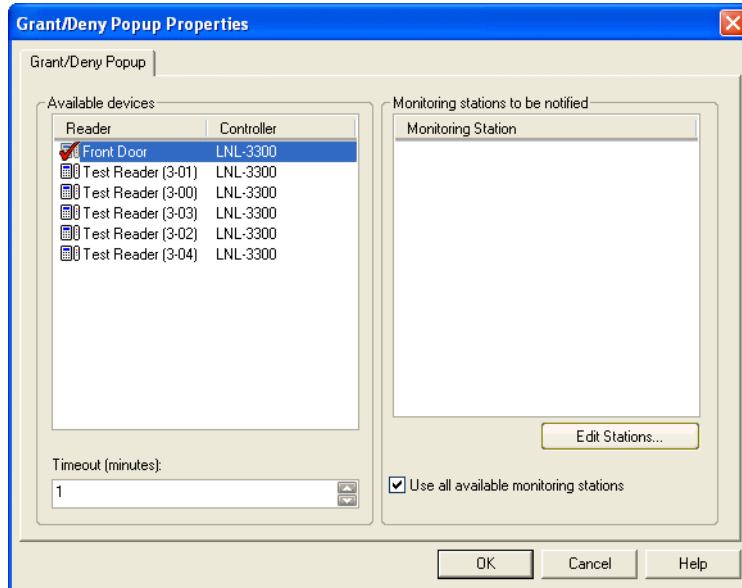 Grant/Deny Popup Properties
Grant/Deny Popup
Available devices
Reader Controller
Front Door LNL-3300
Test Reader (3-01) LNL-3300
Test Reader (3-00) LNL-3300
Test Reader (3-03) LNL-3300
Test Reader (3-02) LNL-3300
Test Reader (3-04) LNL-3300
Timeout (minutes):
1
Monitoring stations to be notified
Monitoring Station
Edit Stations...
Use all available monitoring stations
OK Cancel Help